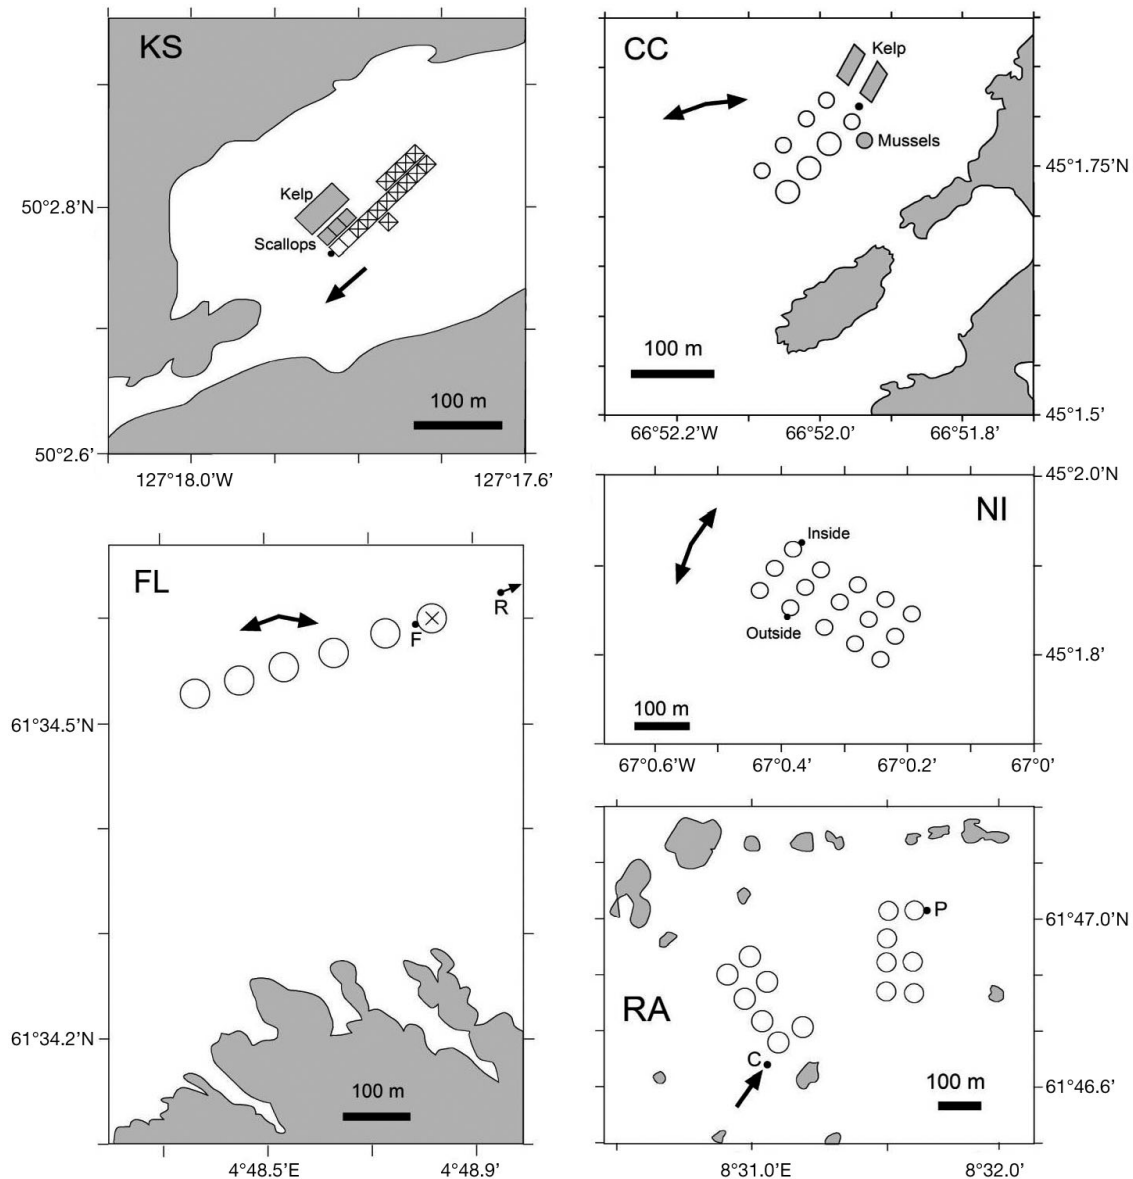 KS
Kelp
50°2.8’N
Scallops
100 m
50°2.6’
127°18.0’W
127°17.6’
CC
Kelp
Mussels
45°1.75’
100 m
45°1.5’
66°52.2’W
66°52.0’
66°51.8’
45°2.0’N
NI
Inside
Outside
45°1.8’
100 m
67°0.6’W
67°0.4’
67°0.2’
67°0’
FL
R
F
61°34.5’N
61°34.2’N
100 m
4°48.5’E
4°48.9’
P
61°47.0’N
RA
C
100 m
61°46.6’
8°31.0’E
8°32.0’